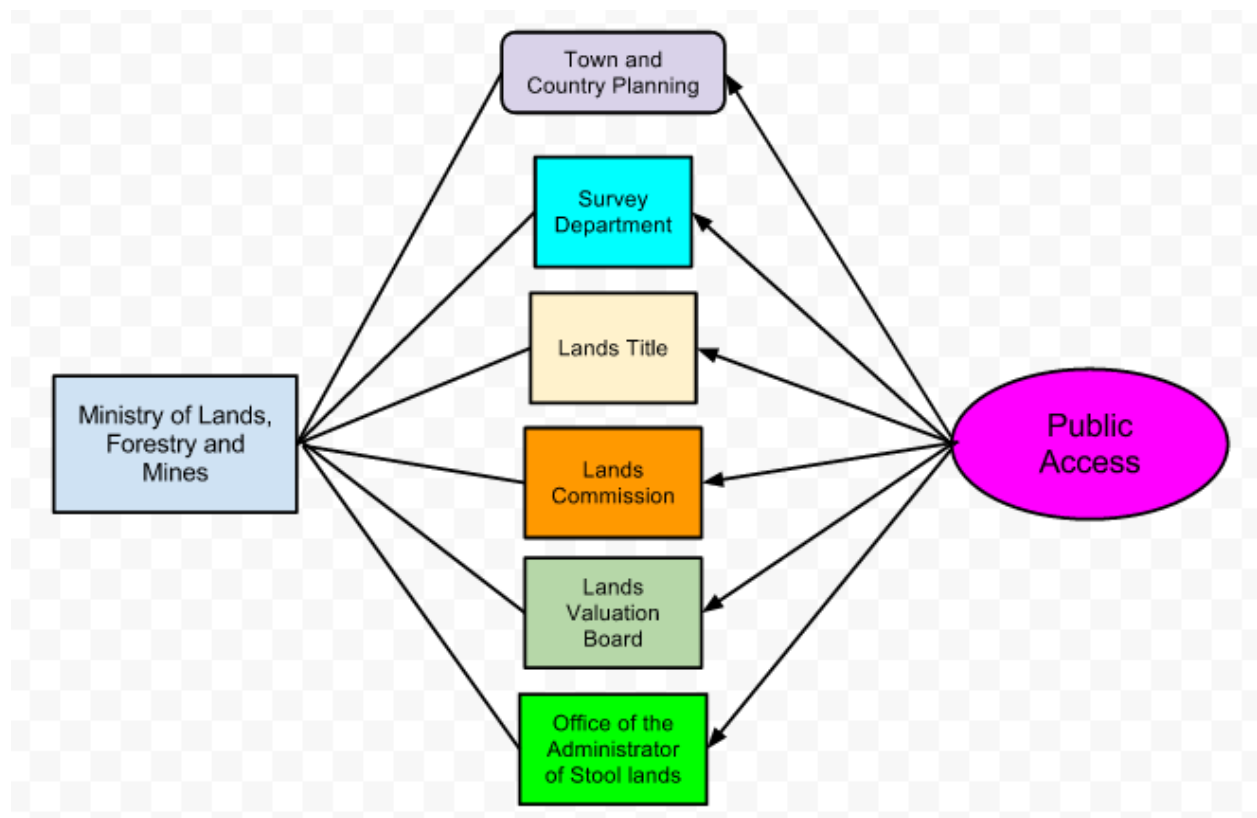 Town and
Country Planning
Survey
Department
Lands Title
Ministry of Lands,
Forestry and
Mines
Public
Access
Lands
Commission
Lands
Valuation
Board
Office of the
Administrator
of Stool lands